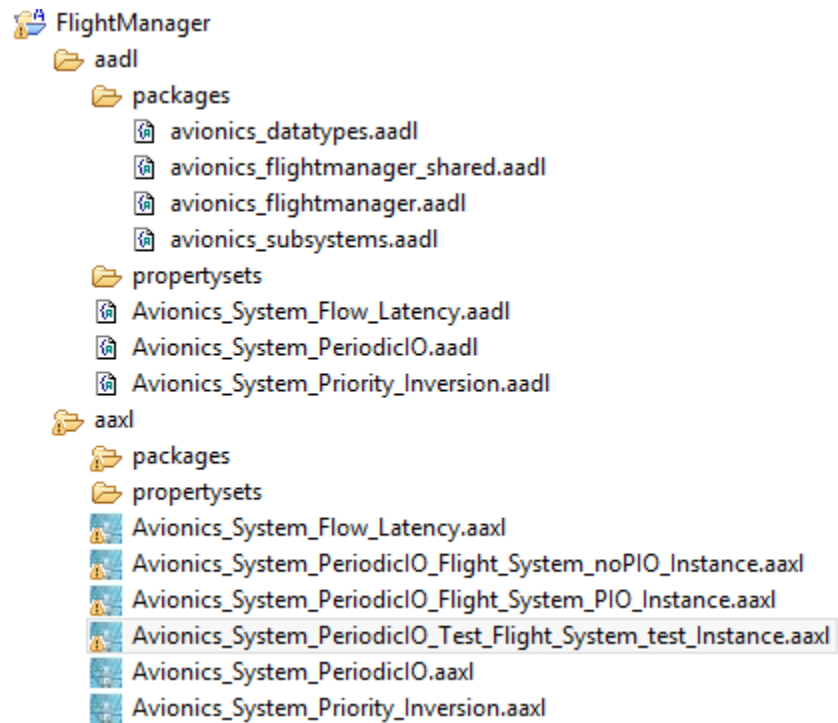 FlightManager
aadl
packages
avionics_datatypes.aadl
avionics_flightmanager_shared.aadl
avionics_flightmanager.aadl
avionics_subsystems.aadl
propertysets
Avionics_System_Flow_Latency.aadl
Avionics_System_PeriodicIO.aadl
Avionics_System_Priority_Inversion.aadl
aaxl
packages
propertysets
Avionics_System_Flow_Latency.aaxl
Avionics_System_PeriodicIO_Flight_System_noPIO_Instance.aaxl
Avionics_System_PeriodicIO_Flight_System_PIO_Instance.aaxl
Avionics_System_PeriodicIO_Test_Flight_System_test_Instance.aaxl
Avionics_System_PeriodicIO.aaxl
Avionics_System_Priority_Inversion.aaxl